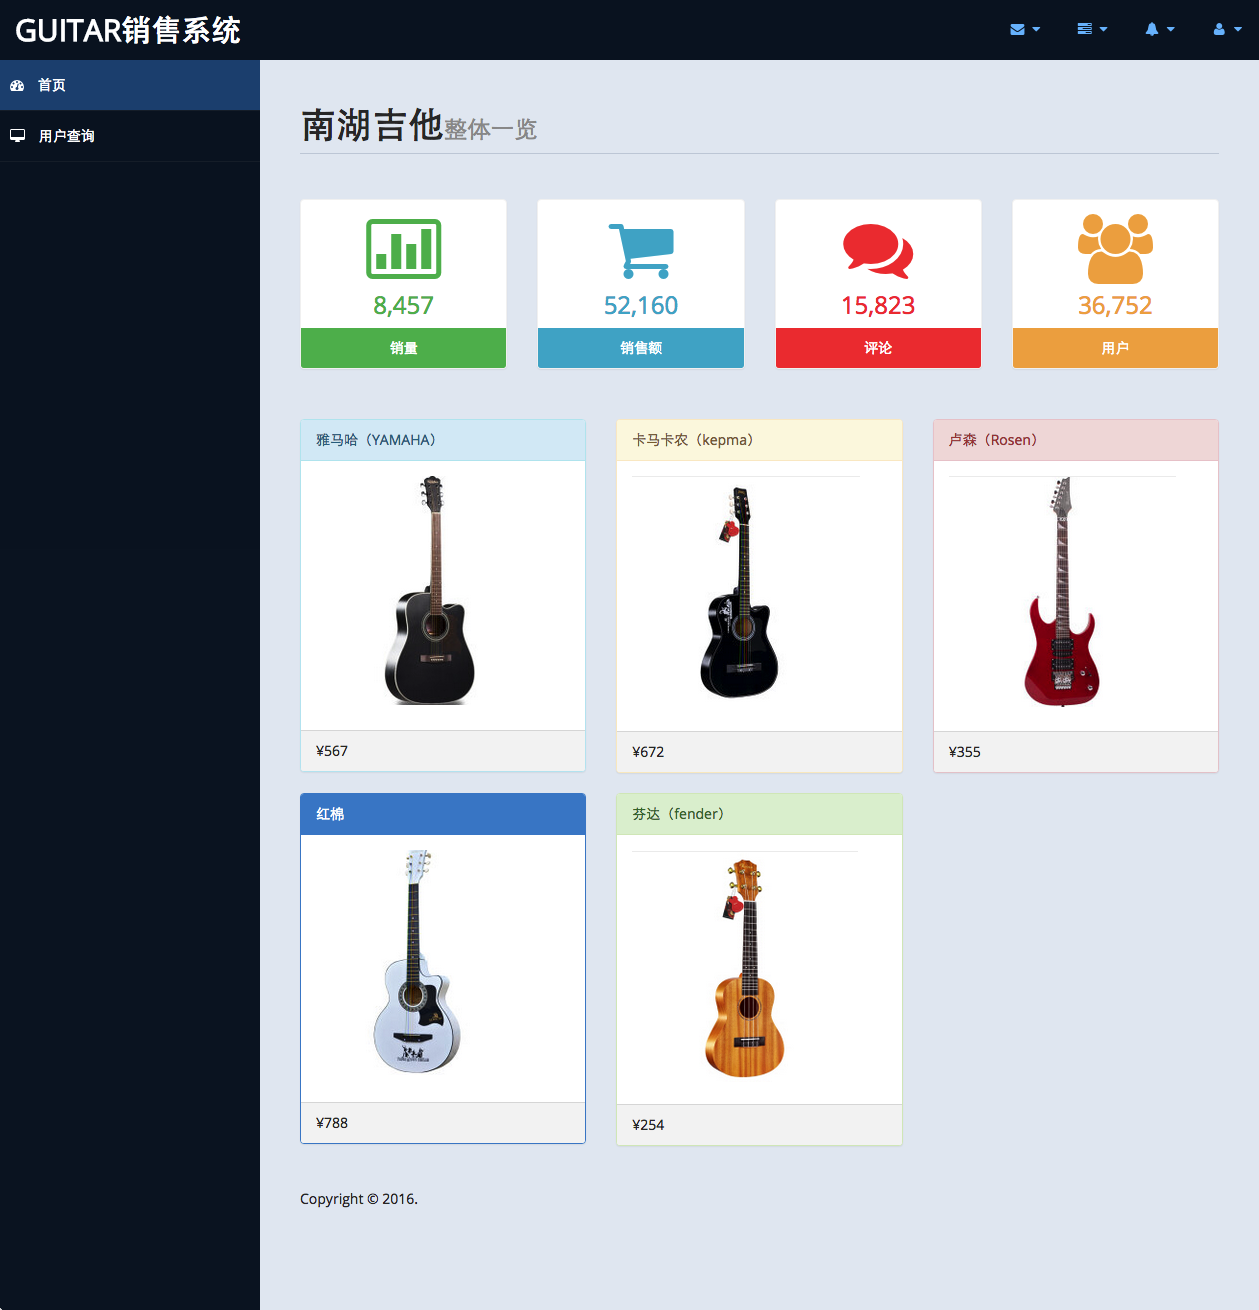 GUITAR销售系统
首页
用户查询
南湖吉他整体一览
8,457
52,160
15,823
36,752
销量
销售额
评论
用户
雅马哈（YAMAHA）
卡马卡农（kepma）
卢森（Rosen）
¥567
¥672
¥355
红棉
芬达（fender）
¥788
¥254
Copyright © 2016.